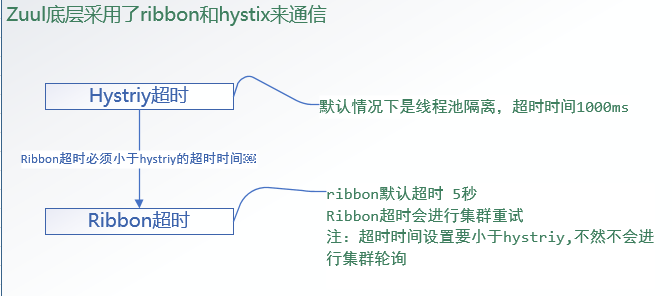 Zuul底层采用了ribbon和hystix来通信
Hystriy超时
默认情况下是线程池隔离，超时时间1000ms
Ribbon超时必须小于hystriy的超时时间￼
ribbon默认超时 5秒
Ribbon超时
Ribbon超时会进行集群重试
注：超时时间设置要小于hystriy,不然不会进
行集群轮询